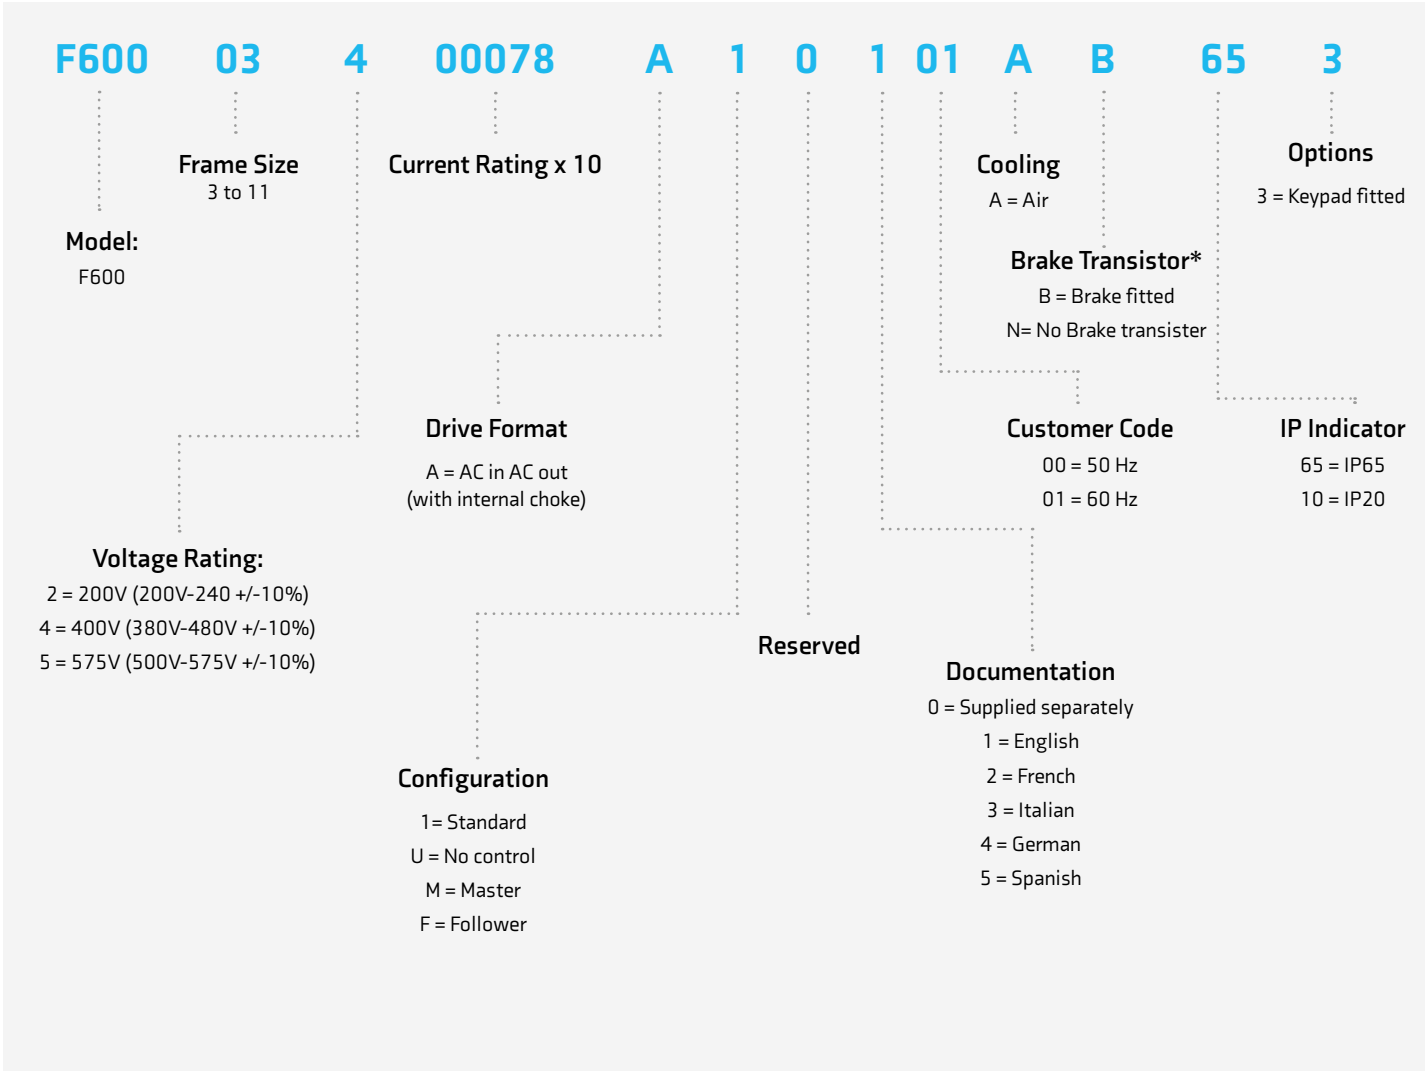 F600 03 4 00078 A 1 0 1 01 A B 65 3
Frame Size
3 to 11
Current Rating x 10
Cooling
A = Air
Options
3 = Keypad fitted
Model:
F600
Brake Transistor*
B = Brake fitted
N= No Brake transister
Drive Format
A = AC in AC out
(with internal choke)
Customer Code
00 = 50 Hz
01 = 60 Hz
IP Indicator
65 = IP65
10 = IP20
Voltage Rating:
2 = 200V (200V-240 +/-10%)
4 = 400V (380V-480V +/-10%)
5 = 575V (500V-575V +/-10%)
Reserved
Documentation
0 = Supplied separately
1 = English
2 = French
3 = Italian
4 = German
5 = Spanish
Configuration
1= Standard
U = No control
M = Master
F = Follower